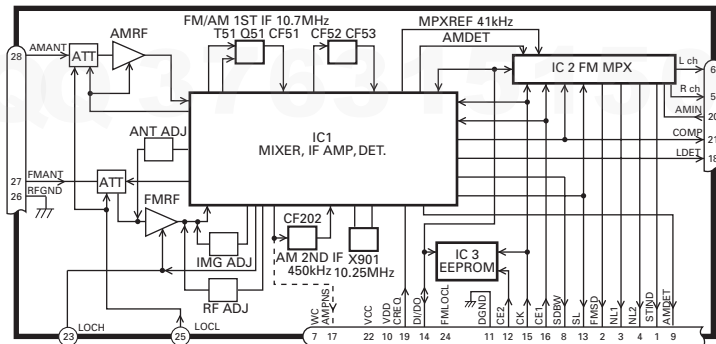 FM/AM 1ST IF 10.7MHz
T51 Q51 CF51
CF52 CF53
MPXREF 41kHz
AMDET
AMRF
28
AMANT
ATT
IC 2 FM MPX
L ch
6
R ch
5
AMIN
20
COMP
21
LDET
18
IC1
MIXER, IF AMP, DET.
ANT ADJ
27
FMANT
26
RFGND
ATT
FMRF
IMG ADJ
RF ADJ
CF202
AM 2ND IF
450kHz
X901
10.25MHz
IC 3
EEPROM
LOCH
23
LOCL
25
WC
AMPNS
VCC
VDD
CREQ
DI/DO
FMLOCL
DGND
CE2
CK
CE1
SDBW
SL
FMSD
NL1
NL2
STIND
AMDET
7
17
22
10
19
14
24
11
12
15
16
8
13
2
3
4
1
9